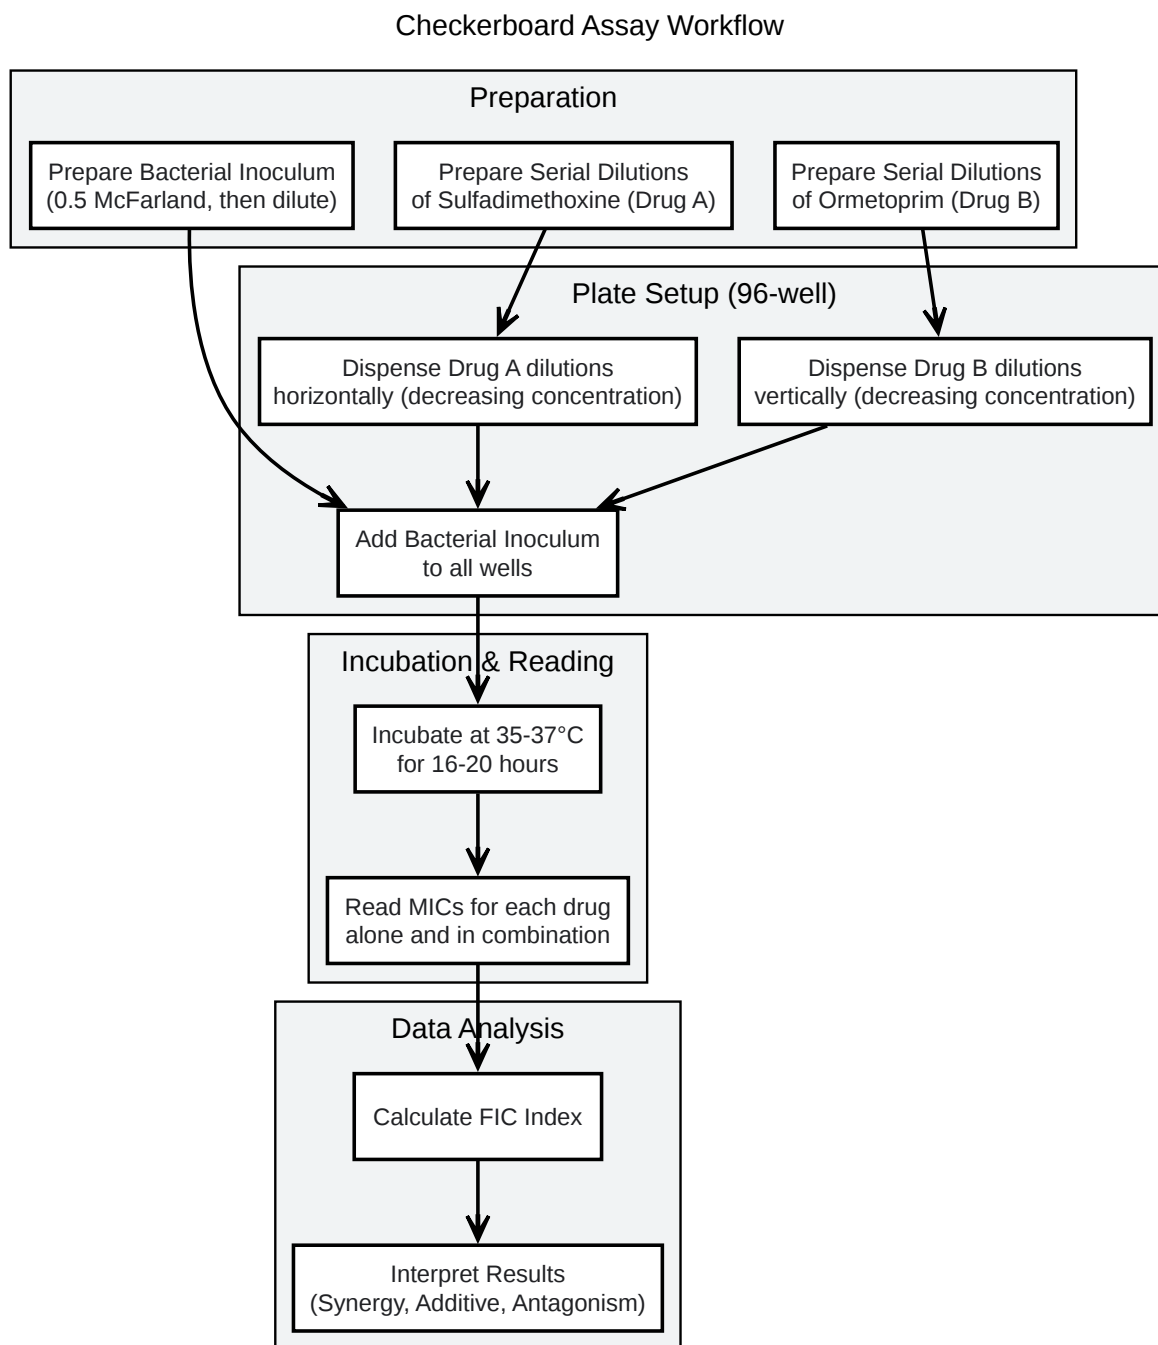 Checkerboard Assay Workflow
Preparation
Prepare Bacterial Inoculum
(0.5 McFarland, then dilute)
Prepare Serial Dilutions
of Sulfadimethoxine (Drug A)
Prepare Serial Dilutions
of Ormetoprim (Drug B)
Plate Setup (96-well)
Dispense Drug A dilutions
horizontally (decreasing concentration)
Dispense Drug B dilutions
vertically (decreasing concentration)
Add Bacterial Inoculum
to all wells
Incubation & Reading
Incubate at 35-37°C
for 16-20 hours
Read MICs for each drug
alone and in combination
Data Analysis
Calculate FIC Index
Interpret Results
(Synergy, Additive, Antagonism)